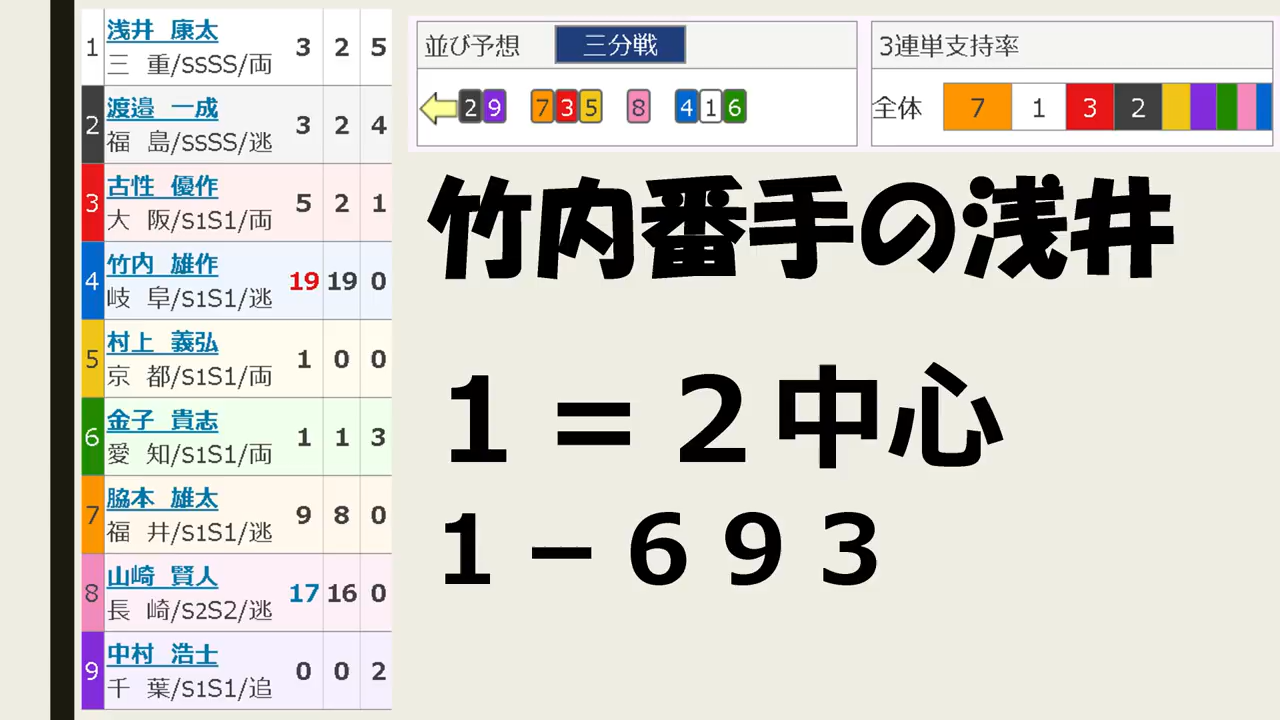 1 浅井 康太 3 2 5
三 重/SSSS/両
2 渡邉 一成 3 2 4
福 島/SSSS/逃
3 古性 優作 5 2 1
大 阪/S1S1/両
4 竹内 雄作 19 19 0
岐 阜/S1S1/逃
5 村上 義弘 1 0 0
京 都/S1S1/両
6 金子 貴志 1 1 3
愛 知/S1S1/両
7 脇本 雄太 9 8 0
福 井/S1S1/逃
8 山崎 賢人 17 16 0
長 崎/S2S2/逃
9 中村 浩士 0 0 2
千 葉/S1S1/追
並び予想 三分戦
2 9 7 3 5 8 4 1 6
3連単支持率
全体 7 1 3 2
竹内番手の浅井
1=2中心
1-693